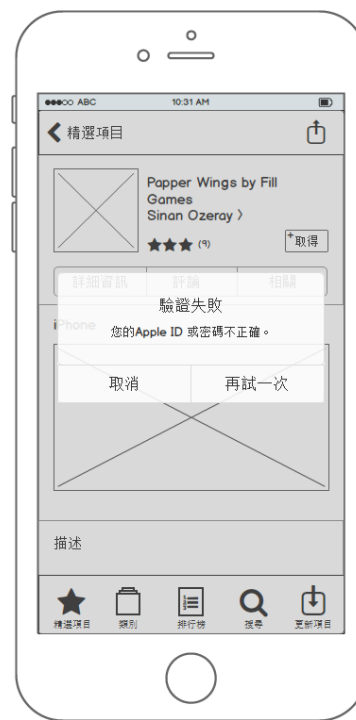 ABC 10:31 AM
精選項目
Papper Wings by Fill
Games
Sinan Ozeray
(9)
+取得
詳細資訊 評論 相關
驗證失敗
iPhone
您的Apple ID 或密碼不正確。
取消 再試一次
描述
精選項目 類別 排行榜 搜尋 更新項目